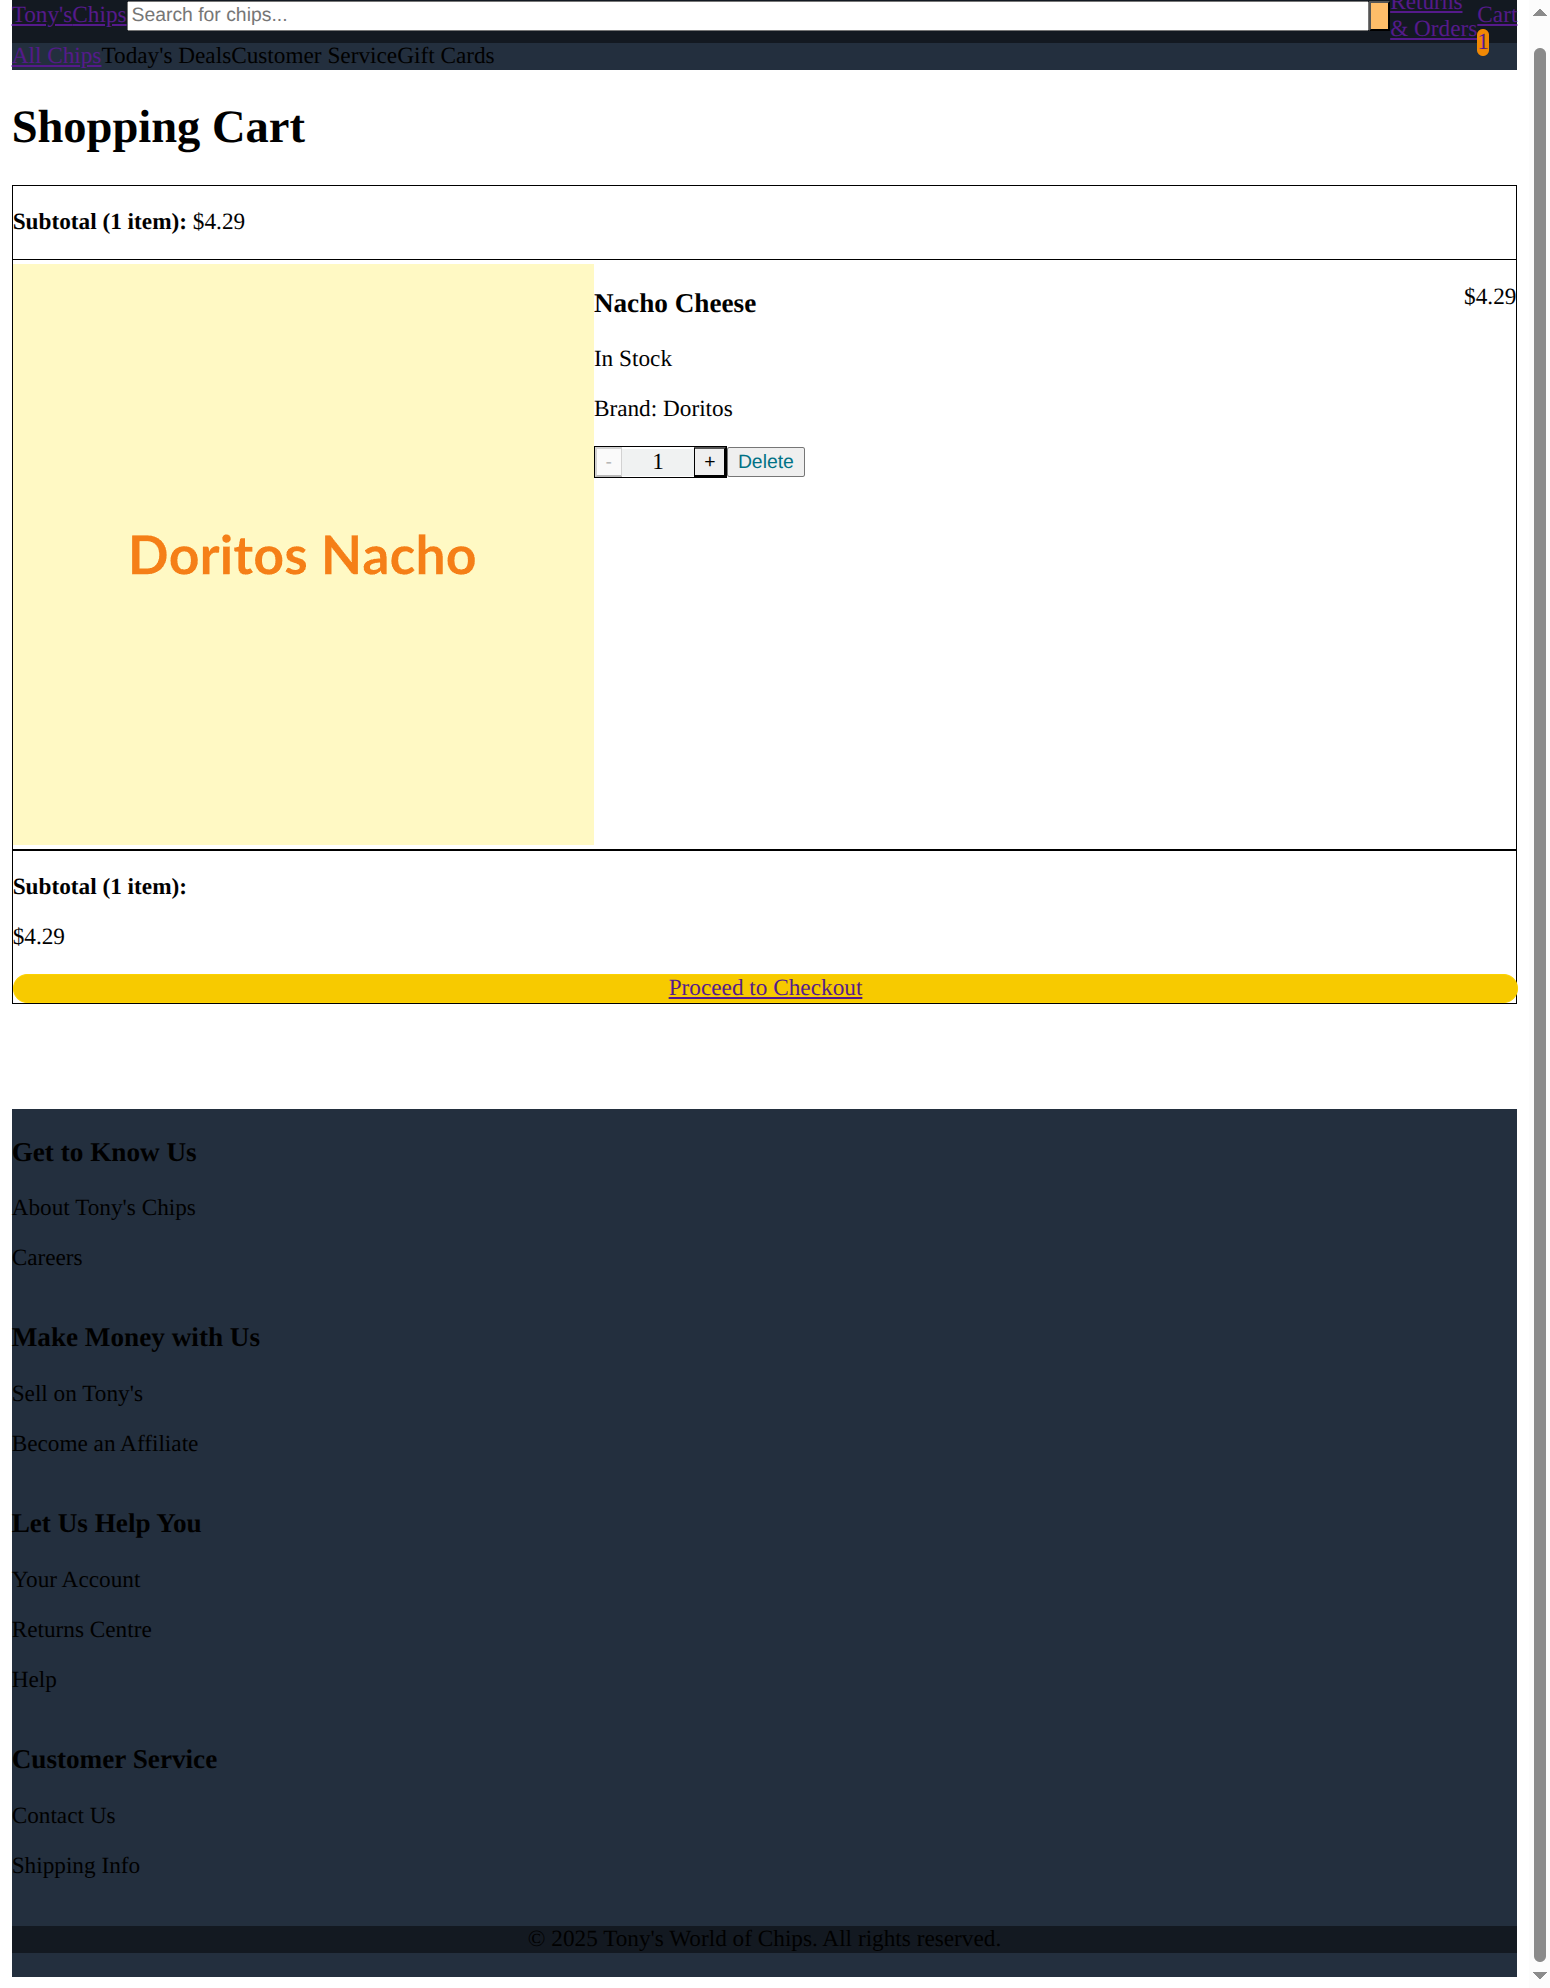 Tony'sChips Search for chips... Returns & Orders Cart 1
All Chips Today's Deals Customer Service Gift Cards
Shopping Cart
Subtotal (1 item): $4.29
Nacho Cheese $4.29
In Stock
Brand: Doritos
- 1 + Delete
Doritos Nacho
Subtotal (1 item):
$4.29
Proceed to Checkout
Get to Know Us
About Tony's Chips
Careers
Make Money with Us
Sell on Tony's
Become an Affiliate
Let Us Help You
Your Account
Returns Centre
Help
Customer Service
Contact Us
Shipping Info
© 2025 Tony's World of Chips. All rights reserved.